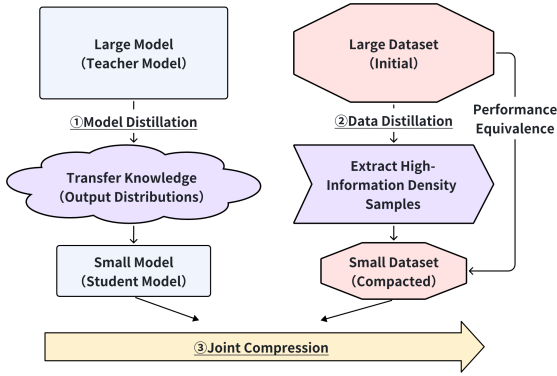 Large Model
(Teacher Model)
①Model Distillation
Transfer Knowledge
(Output Distributions)
Small Model
(Student Model)
Large Dataset
(Initial)
②Data Distillation
Extract High-
Information Density
Samples
Small Dataset
(Compacted)
Performance
Equivalence
③Joint Compression